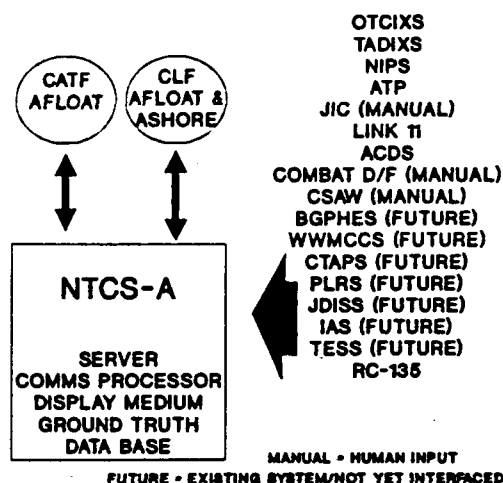 CATF
AFLOAT
CLF
AFLOAT &
ASHORE
NTCS-A
SERVER
COMMS PROCESSOR
DISPLAY MEDIUM
GROUND TRUTH
DATA BASE
OTCIXS
TADIXS
NIPS
ATP
JIC (MANUAL)
LINK 11
ACDS
COMBAT D/F (MANUAL)
CSAW (MANUAL)
BGPHES (FUTURE)
WWMCCS (FUTURE)
CTAPS (FUTURE)
PLRS (FUTURE)
JDISS (FUTURE)
IAS (FUTURE)
TESS (FUTURE)
RC-135
MANUAL = HUMAN INPUT
FUTURE = EXISTING SYSTEM/NOT YET INTERFACED